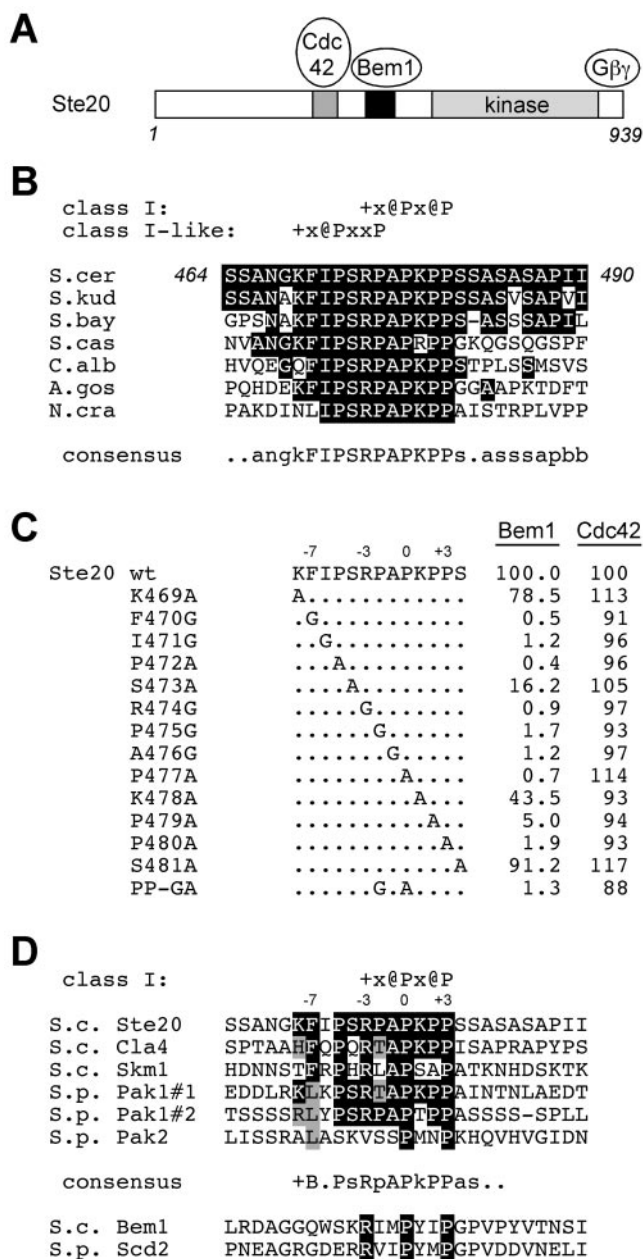 A
Cdc
42
Bem1
Gβγ
Ste20
kinase
1
939
B
class I: +x@Px@P
class I-like: +x@PxxP
S.cer 464 SSANGKFIPSRPAPKPPSSASASAPII 490
S.kud SSANAKFIPSRPAPKPPSSASVSAPVI
S.bay GPSNAKFIPSRPAPKPPS-ASSSAPIL
S.cas NVANGKFIPSRPAPRPPGKQGSQGSPF
C.alb HVQEGQFIPSRPAPKPPSTPLSSMSVS
A.gos PQHDEKFIPSRPAPKPPGGAAPKTDFT
N.cra PAKDINLIPSRPAPKPPAISTRPLVPP
consensus ..angkFIPSRPAPKPPs.asssapbb
C
Bem1 Cdc42
-7 -3 0 +3
Ste20 wt KFIPSRPAPKPPS 100.0 100
K469A A............ 78.5 113
F470G .G........... 0.5 91
I471G ..G.......... 1.2 96
P472A ...A......... 0.4 96
S473A ....A........ 16.2 105
R474G .....G....... 0.9 97
P475G ......G...... 1.7 93
A476G .......G..... 1.2 97
P477A ........A.... 0.7 114
K478A .........A... 43.5 93
P479A ..........A.. 5.0 94
P480A ...........A. 1.9 93
S481A ............A 91.2 117
PP-GA ......G.A.... 1.3 88
D
class I: +x@Px@P
-7 -3 0 +3
S.c. Ste20 SSANGKFIPSRPAPKPPSSASASAPII
S.c. Cla4 SPTAAHFQPQRTAPKPPISAPRAPYPS
S.c. Skm1 HDNNSTFRPHRLAPSAPATKNHDSKTK
S.p. Pak1#1 EDDLRKLKPSRTAPKPPAINTNLAEDT
S.p. Pak1#2 TSSSSRLYPSRPAPTPPASSSS-SPLL
S.p. Pak2 LISSRALASKVSSPMNPKHQVHVGIDN
consensus +B.PsRpAPkPPas..
S.c. Bem1 LRDAGGQWSKRIMPYIPGPVPYVTNSI
S.p. Scd2 PNEAGRGDERRVIPYMPGPVDDVNELI